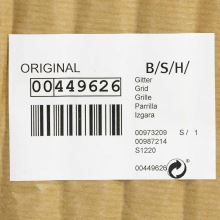 ORIGINAL B/S/H/
00449626
Gitter
Grid
Grille
Parrilla
Izgara
00973209 S/ 1
00987214
S1220
00449626